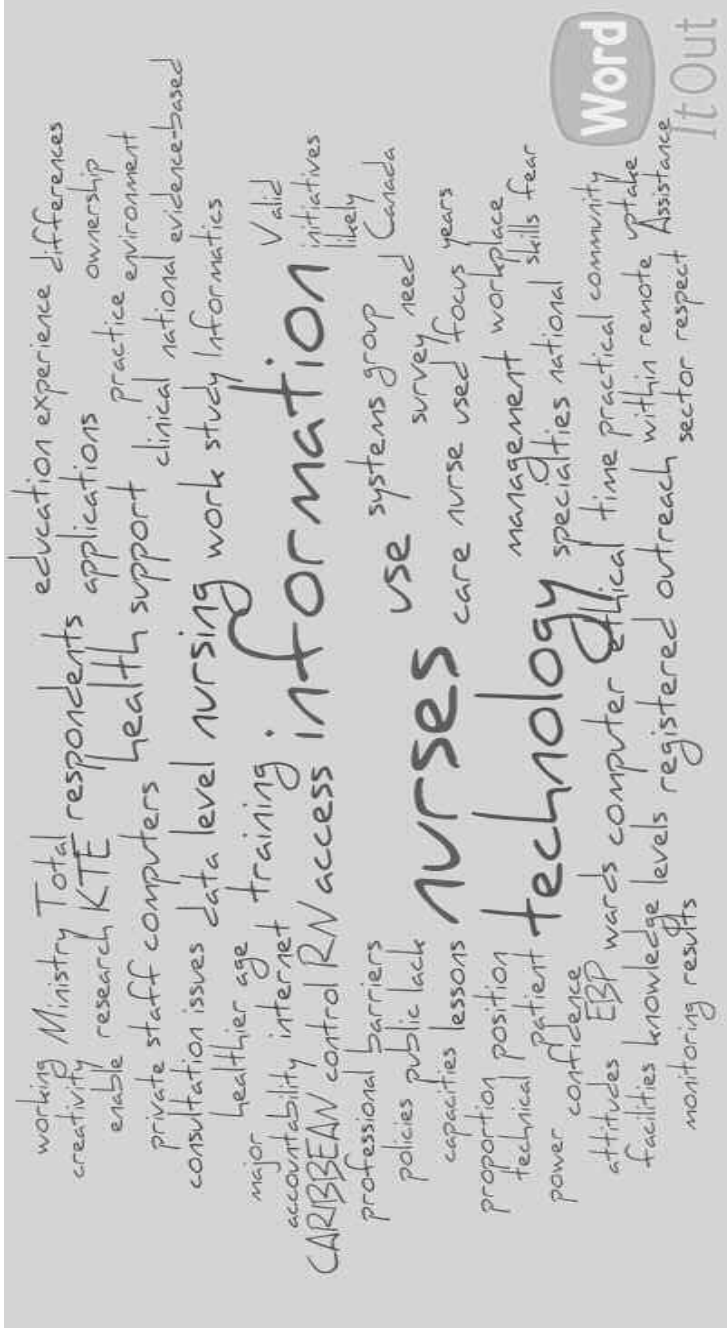 working Ministry Total respondents education experience differences
creativity research KTE health applications ownership
enable support practice environment
private staff computers clinical national evidence-based
consultation issues data level nursing work study Informatics
healthier age training
major
accountability internet
CARIBBEAN control RN access information Valid
initiatives
likely
professional barriers systems group need Canada
policies public lack use survey
capacities lessons nurses care nurse used focus years
proportion position management workplace
technical patient technology specialties national skills fear
power confidence
attitudes EBP wards computer ethical time practical community
facilities knowledge levels registered outreach within remote uptake
monitoring results sector respect Assistance
Word
ItOut